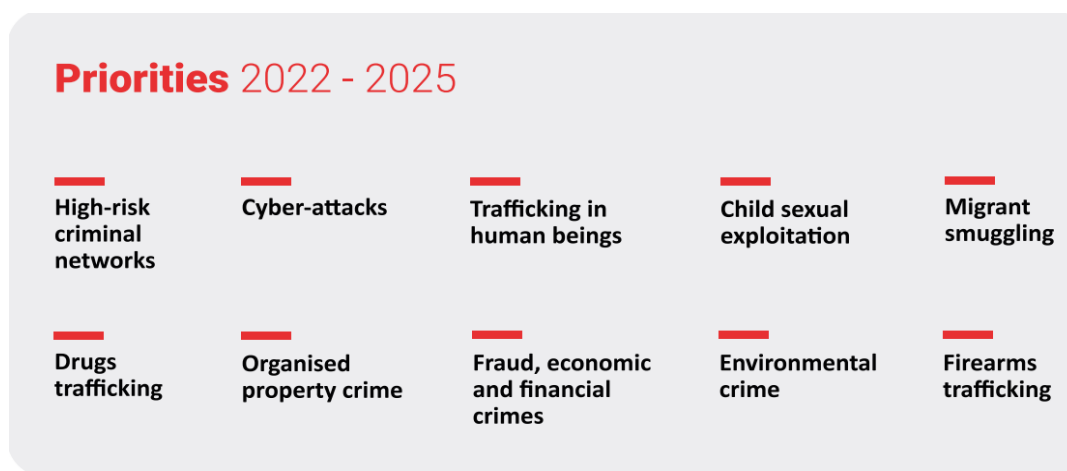 Priorities 2022 - 2025
High-risk
criminal
networks
Cyber-attacks
Trafficking in
human beings
Child sexual
exploitation
Migrant
smuggling
Drugs
trafficking
Organised
property crime
Fraud, economic
and financial
crimes
Environmental
crime
Firearms
trafficking